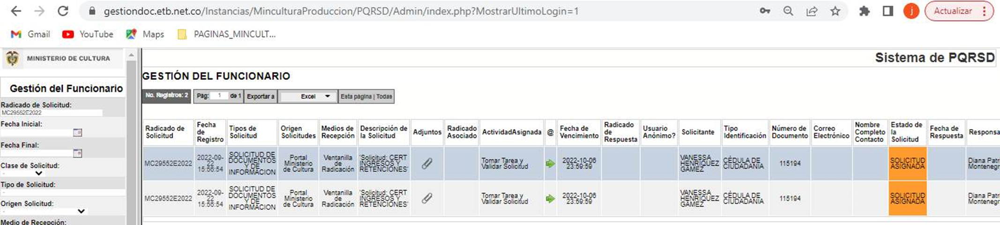 gestiondoc.etb.net.co/Instancias/MinculturaProduccion/PQRSD/Admin/index.php?MostrarUltimoLogin=1
j
Actualizar
Gmail
YouTube
Maps
PAGINAS_MINCULT...
MINISTERIO DE CULTURA
Sistema de PQRSD
Gestión del Funcionario
Radicado de Solicitud:
MC29552E2022
Fecha Inicial:
Fecha Final:
Clase de Solicitud:
-
Tipo de Solicitud:
-
Origen Solicitud:
-
Medio de Recepción:
GESTIÓN DEL FUNCIONARIO
No. Registros: 2 Pág: 1 de 1 Exportar a Excel Esta página | Todas
Radicado de
Solicitud
Fecha
de
Registro
Tipos de
Solicitud
Origen
Solicitudes
Medios de
Recepción
Descripción de
la Solicitud
Adjuntos
Radicado
Asociado
ActividadAsignada
@
Fecha de
Vencimiento
Radicado
de
Respuesta
Usuario
Anónimo?
Solicitante
Tipo
Identificación
Número de
Documento
Correo
Electrónico
Nombre
Completo
Contacto
Estado de
la
Solicitud
Fecha de
Respuesta
Responsa
MC29552E2022
2022-09-
22
15:56:54
SOLICITUD DE
DOCUMENTOS
Y DE
INFORMACION
Portal
Ministerio
de Cultura
Ventanilla
de
Radicación
'Solicitud: CERT
INGRESOS Y
RETENCIONES'
Tomar Tarea y
Validar Solicitud
2022-10-06
23:59:59
VANESSA
HENRIQUEZ
GAMEZ
CÉDULA DE
CIUDADANIA
115194
SOLICITUD
ASIGNADA
Diana Patri
Montenegr
MC29552E2022
2022-09-
22
15:56:54
SOLICITUD DE
DOCUMENTOS
Y DE
INFORMACION
Portal
Ministerio
de Cultura
Ventanilla
de
Radicación
'Solicitud: CERT
INGRESOS Y
RETENCIONES'
Tomar Tarea y
Validar Solicitud
2022-10-06
23:59:59
VANESSA
HENRIQUEZ
GAMEZ
CÉDULA DE
CIUDADANIA
115194
SOLICITUD
ASIGNADA
Diana Patri
Montenegr